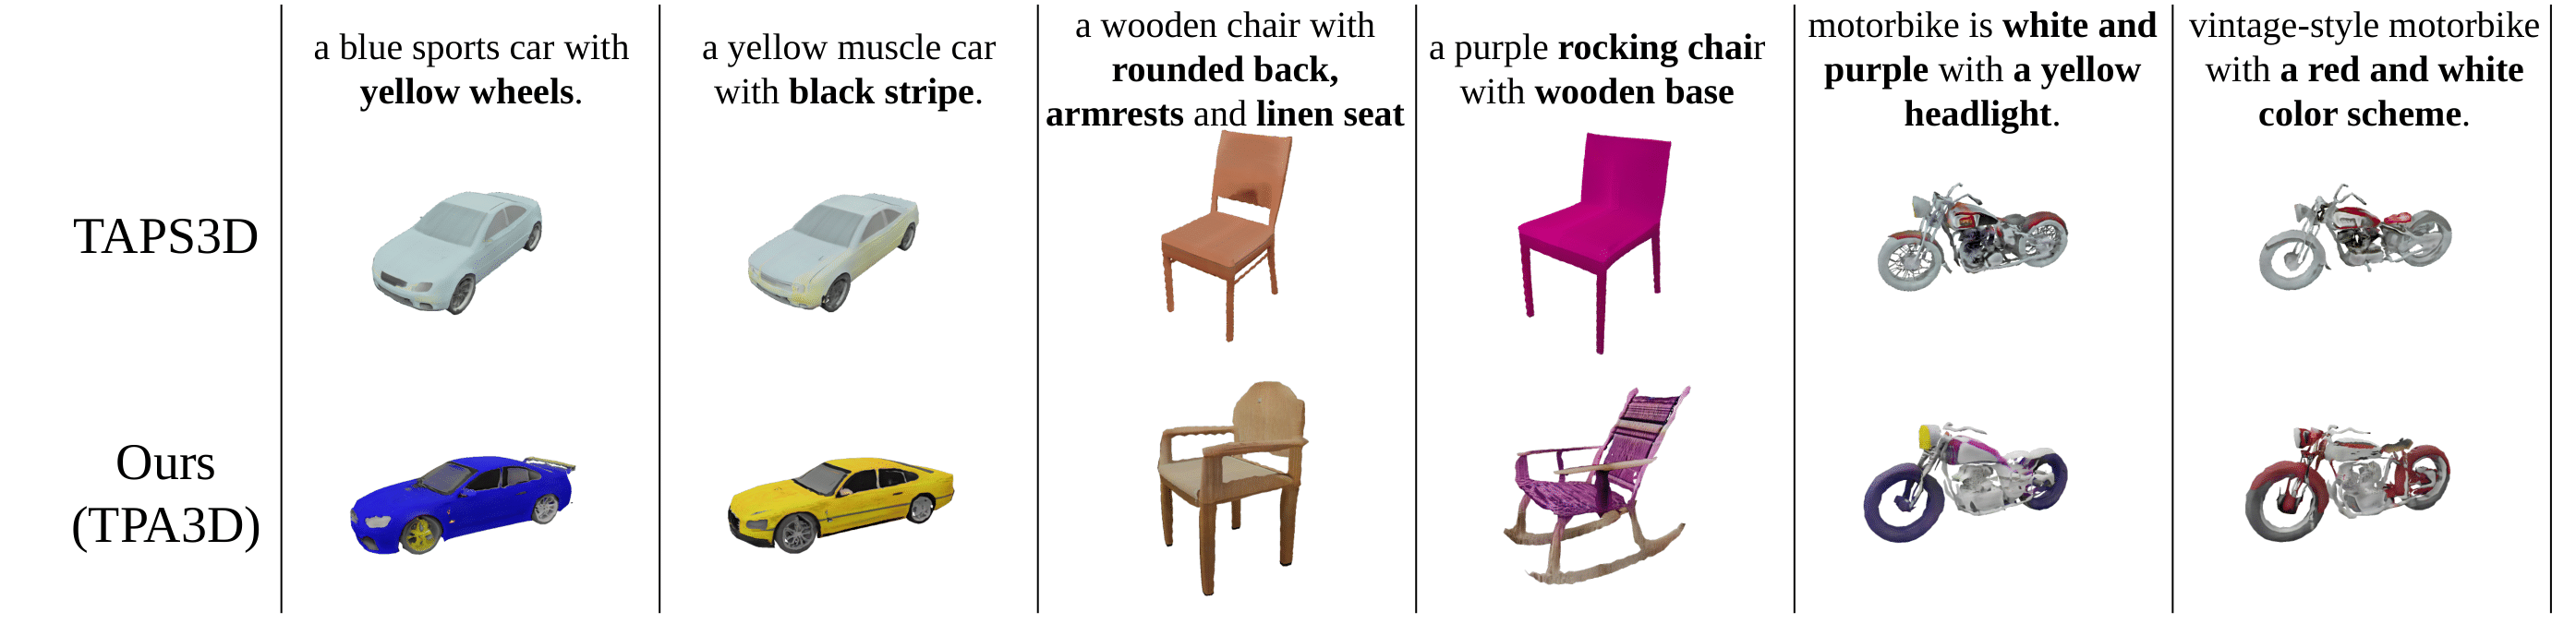 a blue sports car with
yellow wheels.
a yellow muscle car
with black stripe.
a wooden chair with
rounded back,
armrests and linen seat
a purple rocking chair
with wooden base
motorbike is white and
purple with a yellow
headlight.
vintage-style motorbike
with a red and white
color scheme.
TAPS3D
Ours
(TPA3D)